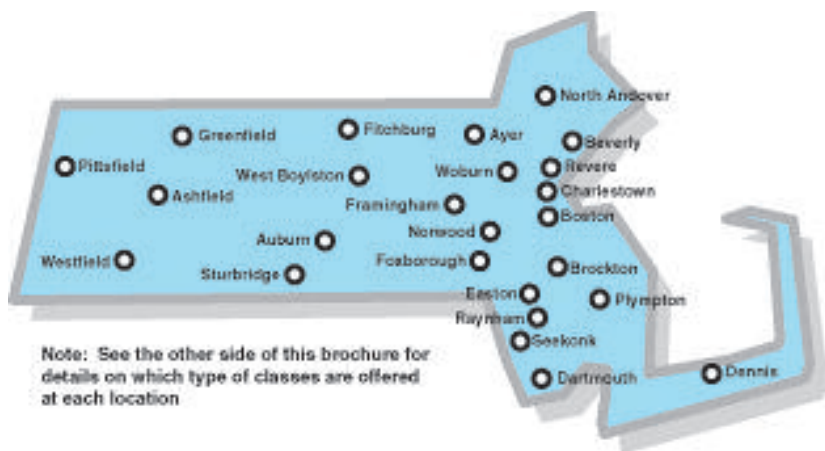 North Andover
Greenfield
Fitchburg
Ayer
Beverly
Pittsfield
West Boylston
Woburn
Revere
Ashfield
Charlestown
Framingham
Boston
Norwood
Auburn
Westfield
Foxborough
Brockton
Sturbridge
Easton
Plympton
Raynham
Seekonk
Note: See the other side of this brochure for
details on which type of classes are offered
at each location
Dartmouth
Dennis